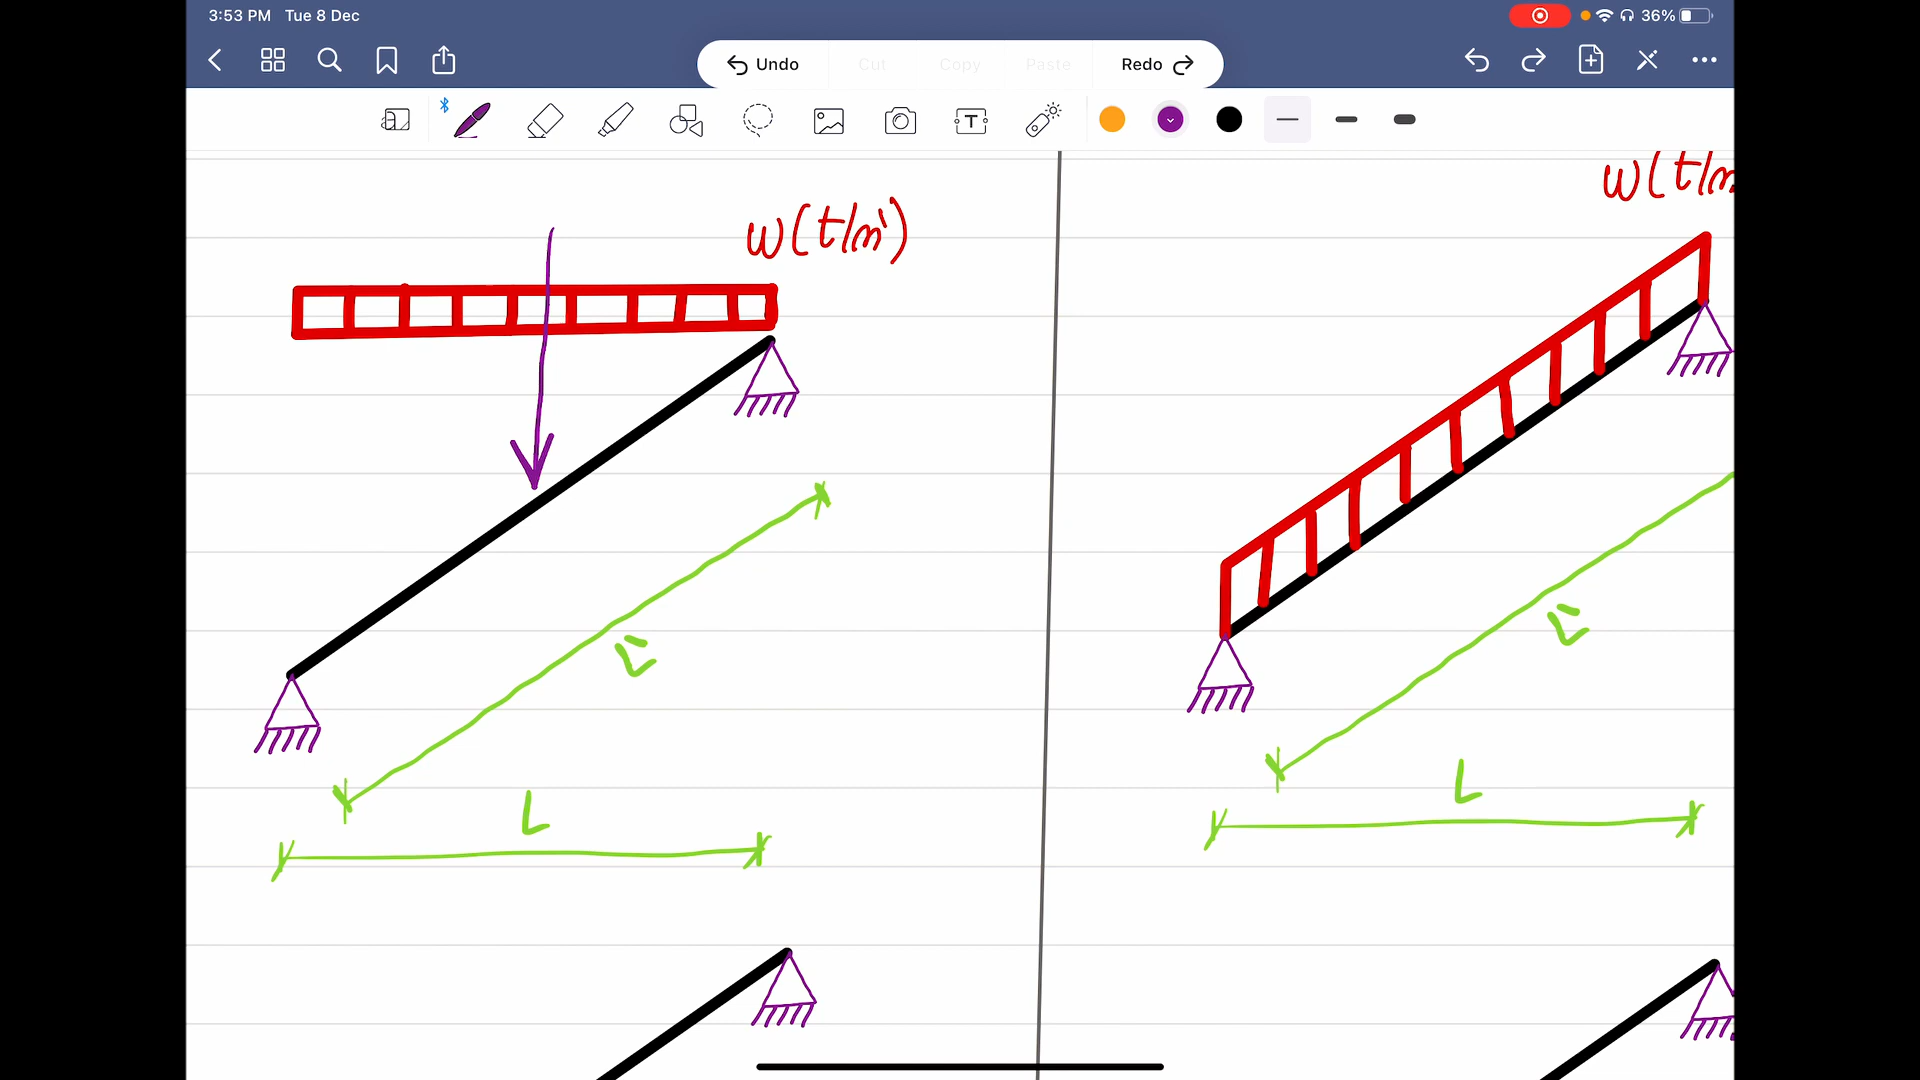 3:53 PM Tue 8 Dec
36%
Undo Cut Copy Paste Redo
T
w(t/m')
w(t/m
L'
L'
L
L